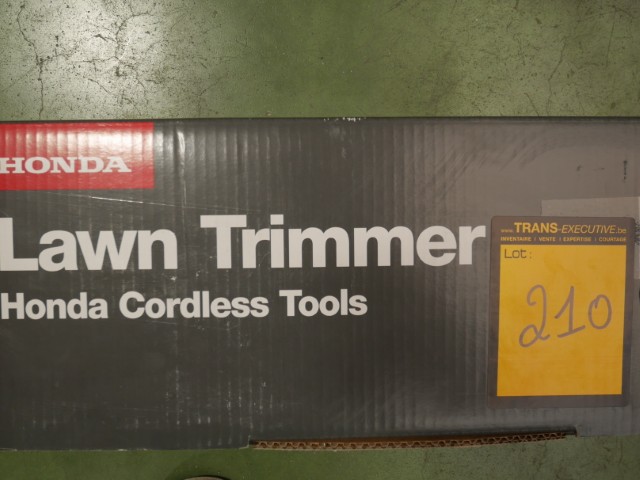 HONDA
Lawn Trimmer
Honda Cordless Tools
www.TRANS-EXECUTIVE.be
INVENTAIRE | VENTE | EXPERTISE | COURTAGE
Lot:
210